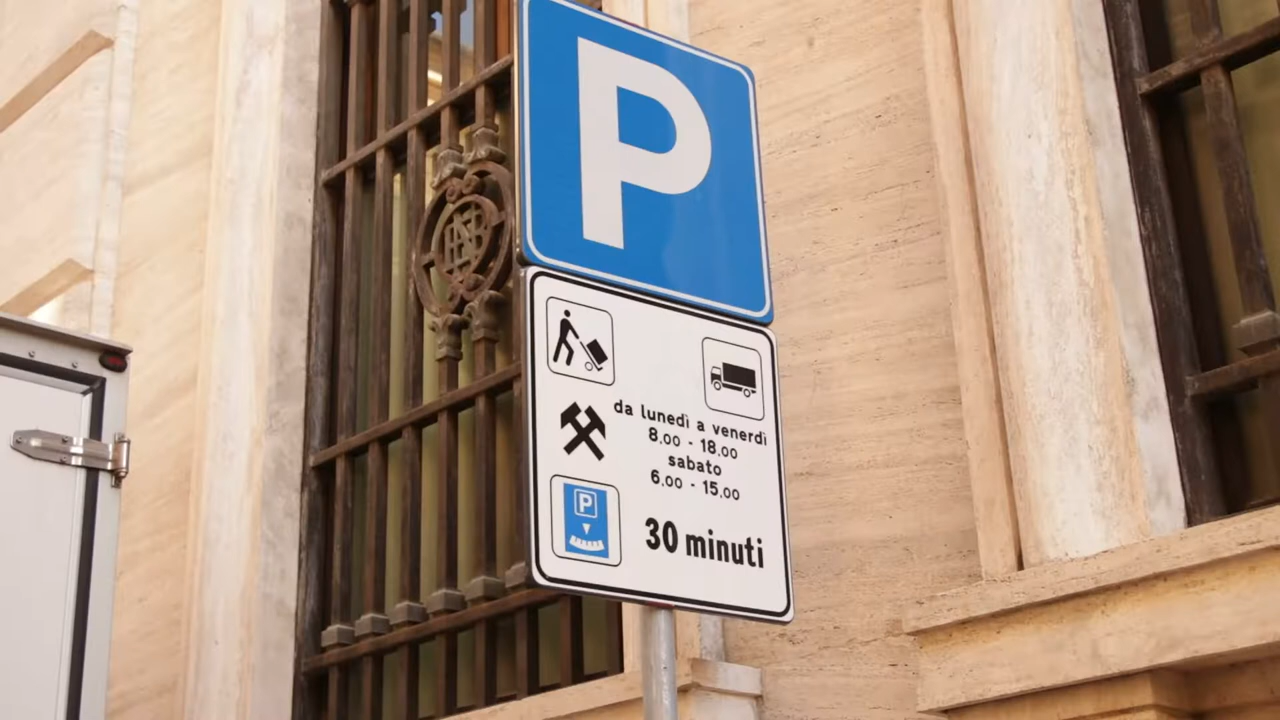 P
da lunedì a venerdì
8.00 - 18.00
sabato
6.00 - 15.00
P
30 minuti